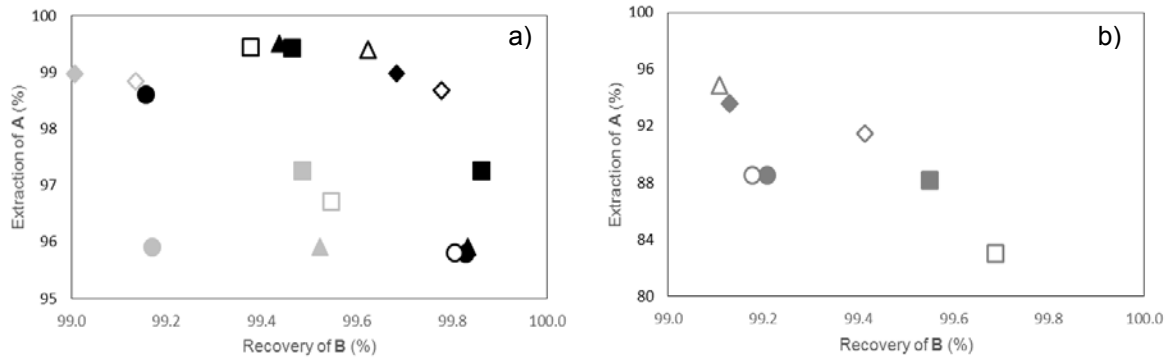 a)
Extraction of A (%)
100
99
98
97
96
95
99.0 99.2 99.4 99.6 99.8 100.0
Recovery of B (%)
b)
Extraction of A (%)
100
96
92
88
84
80
99.0 99.2 99.4 99.6 99.8 100.0
Recovery of B (%)